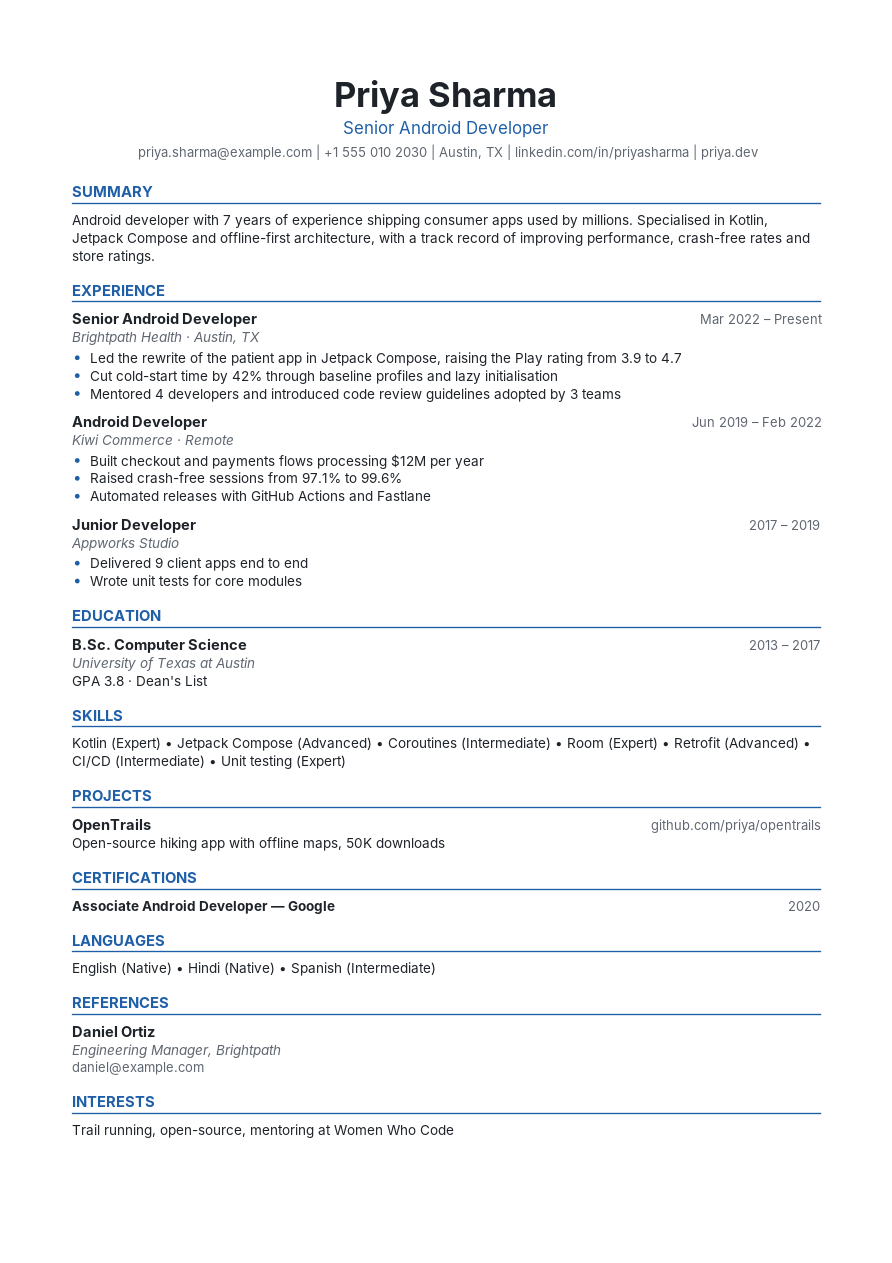 Priya Sharma
Senior Android Developer
priya.sharma@example.com | +1 555 010 2030 | Austin, TX | linkedin.com/in/priyasharma | priya.dev
SUMMARY
Android developer with 7 years of experience shipping consumer apps used by millions. Specialised in Kotlin,
Jetpack Compose and offline-first architecture, with a track record of improving performance, crash-free rates and
store ratings.
EXPERIENCE
Senior Android Developer Mar 2022 – Present
Brightpath Health · Austin, TX
• Led the rewrite of the patient app in Jetpack Compose, raising the Play rating from 3.9 to 4.7
• Cut cold-start time by 42% through baseline profiles and lazy initialisation
• Mentored 4 developers and introduced code review guidelines adopted by 3 teams
Android Developer Jun 2019 – Feb 2022
Kiwi Commerce · Remote
• Built checkout and payments flows processing $12M per year
• Raised crash-free sessions from 97.1% to 99.6%
• Automated releases with GitHub Actions and Fastlane
Junior Developer 2017 – 2019
Appworks Studio
• Delivered 9 client apps end to end
• Wrote unit tests for core modules
EDUCATION
B.Sc. Computer Science 2013 – 2017
University of Texas at Austin
GPA 3.8 · Dean's List
SKILLS
Kotlin (Expert) • Jetpack Compose (Advanced) • Coroutines (Intermediate) • Room (Expert) • Retrofit (Advanced) •
CI/CD (Intermediate) • Unit testing (Expert)
PROJECTS
OpenTrails github.com/priya/opentrails
Open-source hiking app with offline maps, 50K downloads
CERTIFICATIONS
Associate Android Developer — Google 2020
LANGUAGES
English (Native) • Hindi (Native) • Spanish (Intermediate)
REFERENCES
Daniel Ortiz
Engineering Manager, Brightpath
daniel@example.com
INTERESTS
Trail running, open-source, mentoring at Women Who Code